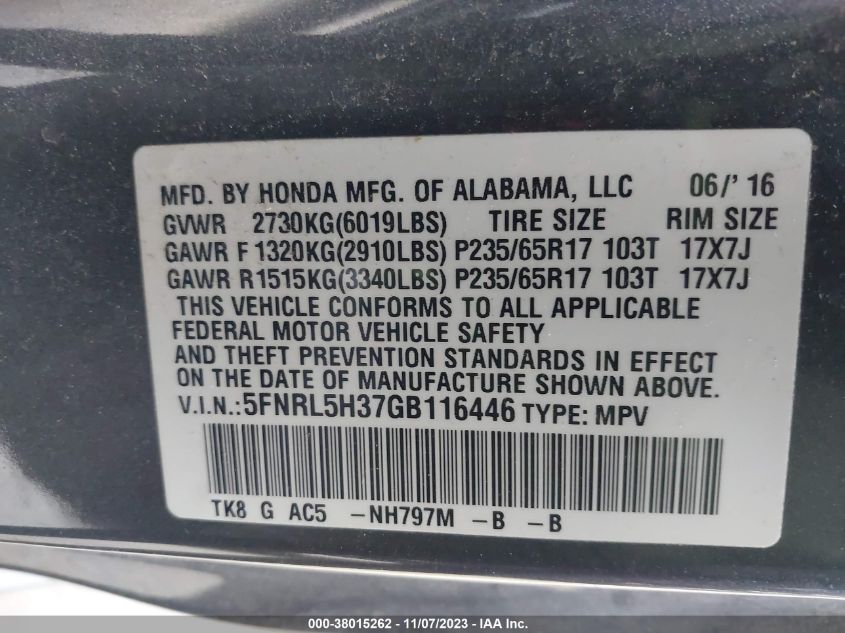 MFD. BY HONDA MFG. OF ALABAMA, LLC 06/' 16
GVWR 2730KG(6019LBS) TIRE SIZE RIM SIZE
GAWR F 1320KG(2910LBS) P235/65R17 103T 17X7J
GAWR R1515KG(3340LBS) P235/65R17 103T 17X7J
THIS VEHICLE CONFORMS TO ALL APPLICABLE
FEDERAL MOTOR VEHICLE SAFETY
AND THEFT PREVENTION STANDARDS IN EFFECT
ON THE DATE OF MANUFACTURE SHOWN ABOVE.
V.I.N.:5FNRL5H37GB116446 TYPE: MPV
TK8 G AC5 -NH797M -B -B
000-38015262 - 11/07/2023 - IAA Inc.